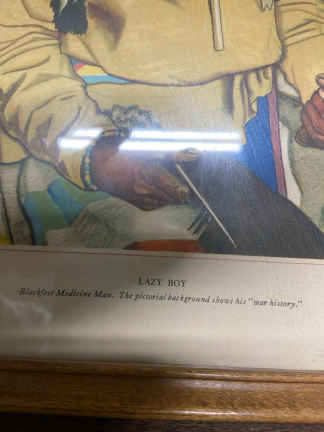 LAZY BOY
Blackfeet Medicine Man. The pictorial background shows his "war history."